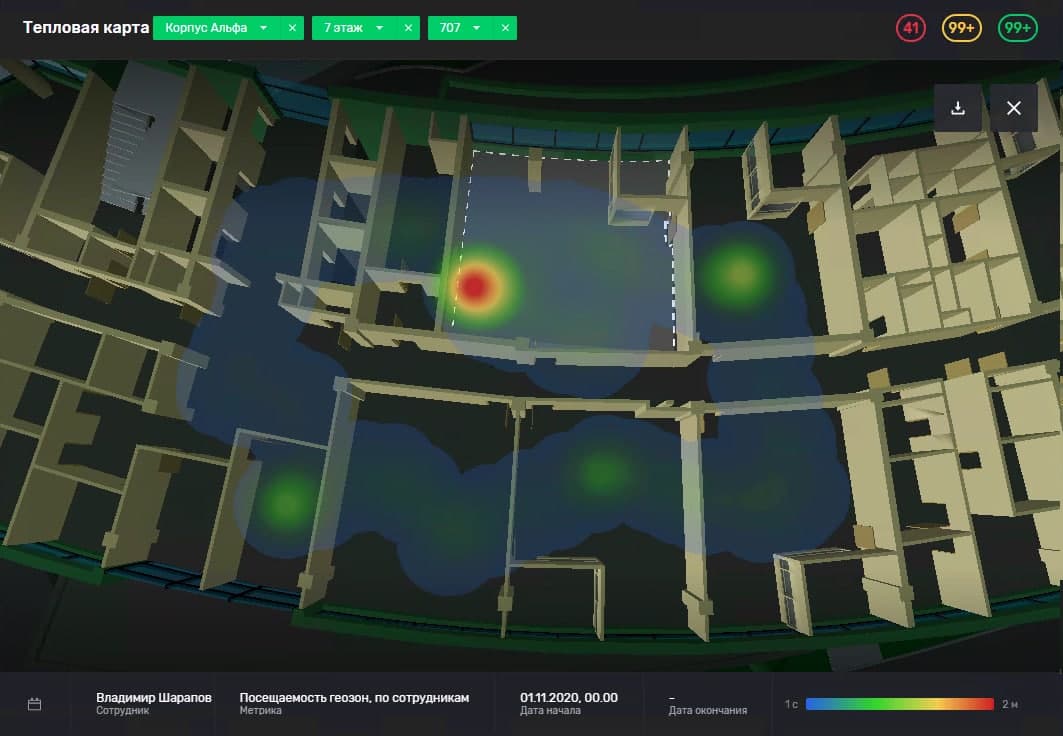 Тепловая карта Корпус Альфа 7 этаж 707 41 99+ 99+
Владимир Шарапов Посещаемость геозон, по сотрудникам 01.11.2020, 00.00 –
Сотрудник Метрика Дата начала Дата окончания 1 с 2 м